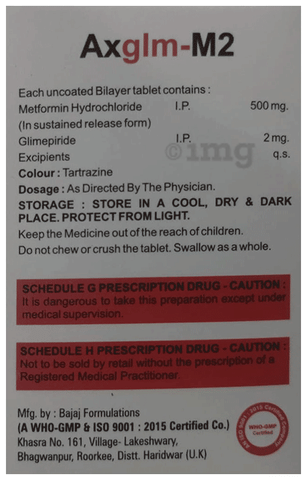 Axglm-M2
Each uncoated Bilayer tablet contains :
Metformin Hydrochloride I.P. 500 mg.
(In sustained release form)
Glimepiride I.P. 2 mg.
Excipients q.s.
Colour : Tartrazine
Dosage : As Directed By The Physician.
STORAGE : STORE IN A COOL, DRY & DARK
PLACE. PROTECT FROM LIGHT.
Keep the Medicine out of the reach of children.
Do not chew or crush the tablet. Swallow as a whole.
SCHEDULE G PRESCRIPTION DRUG - CAUTION :
It is dangerous to take this preparation except under
medical supervision.
SCHEDULE H PRESCRIPTION DRUG - CAUTION :
Not to be sold by retail without the prescription of a
Registered Medical Practitioner.
Mfg. by : Bajaj Formulations
(A WHO-GMP & ISO 9001 : 2015 Certified Co.)
Khasra No. 161, Village- Lakeshwary,
Bhagwanpur, Roorkee, Distt. Haridwar (U.K)
WHO-GMP
Certified
1mg